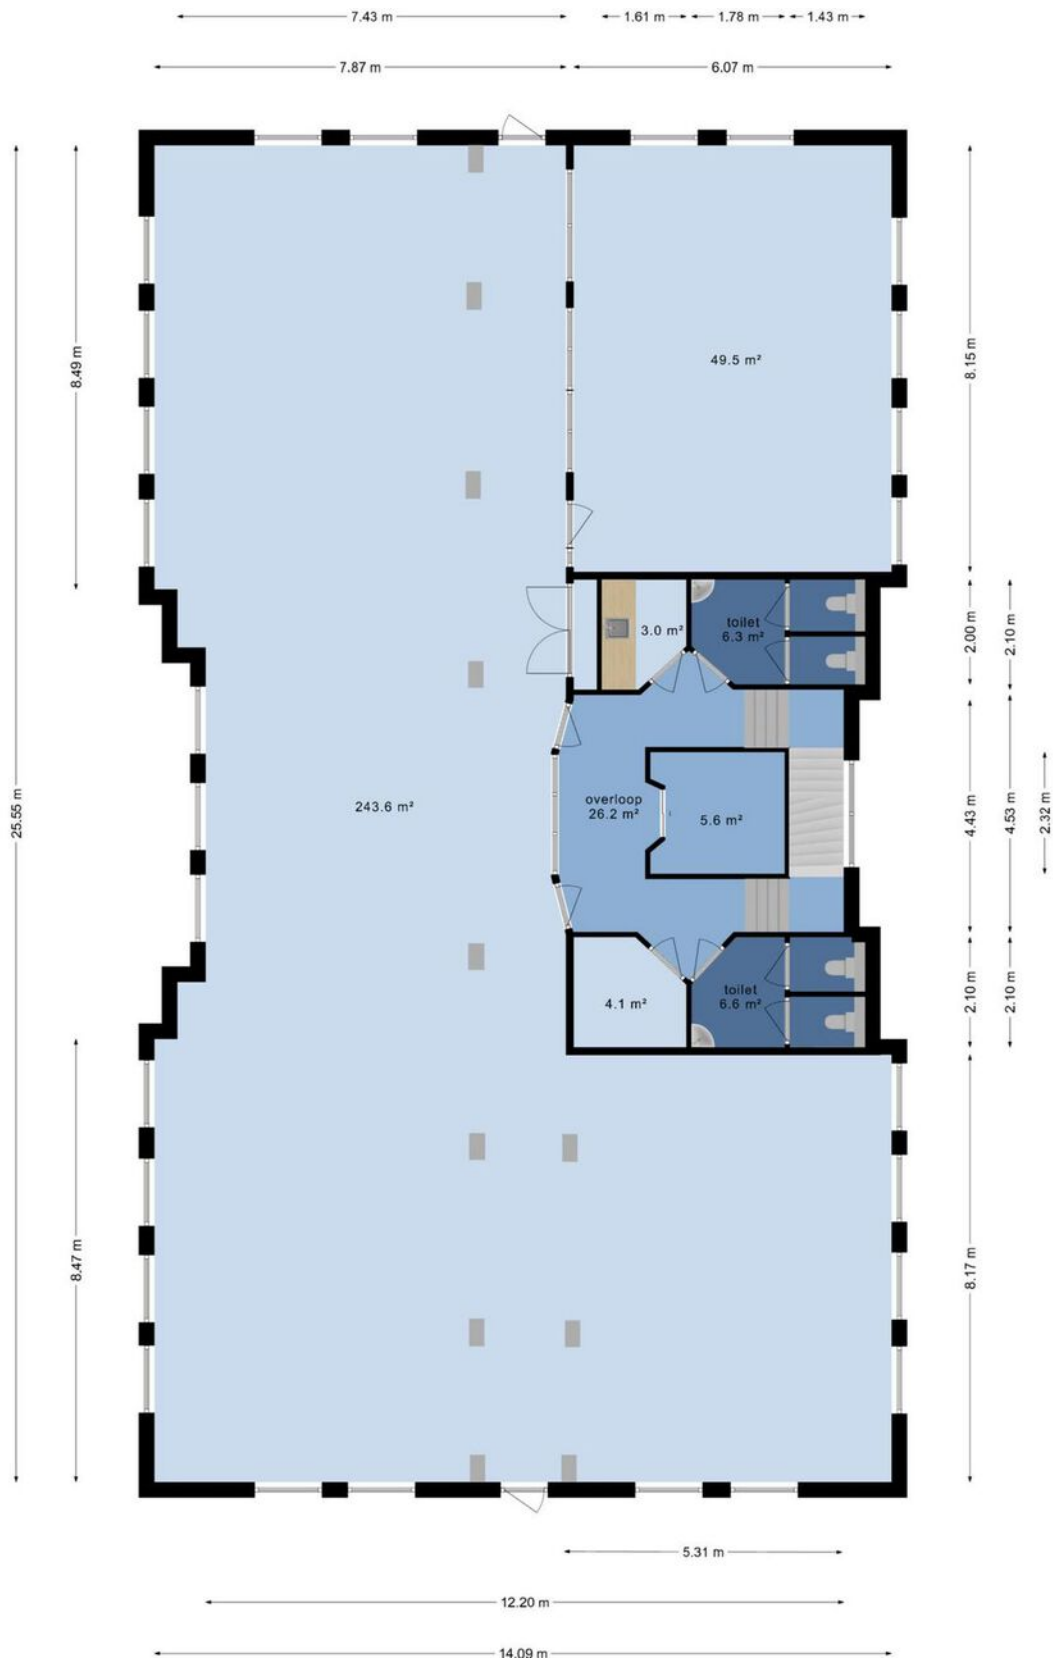 7.43 m
1.61 m
1.78 m
1.43 m
7.87 m
6.07 m
8.49 m
8.15 m
49.5 m²
3.0 m²
toilet
6.3 m²
2.00 m
2.10 m
25.55 m
243.6 m²
overloop
26.2 m²
5.6 m²
4.43 m
4.53 m
2.32 m
4.1 m²
toilet
6.6 m²
2.10 m
2.10 m
8.47 m
8.17 m
5.31 m
12.20 m
14.09 m